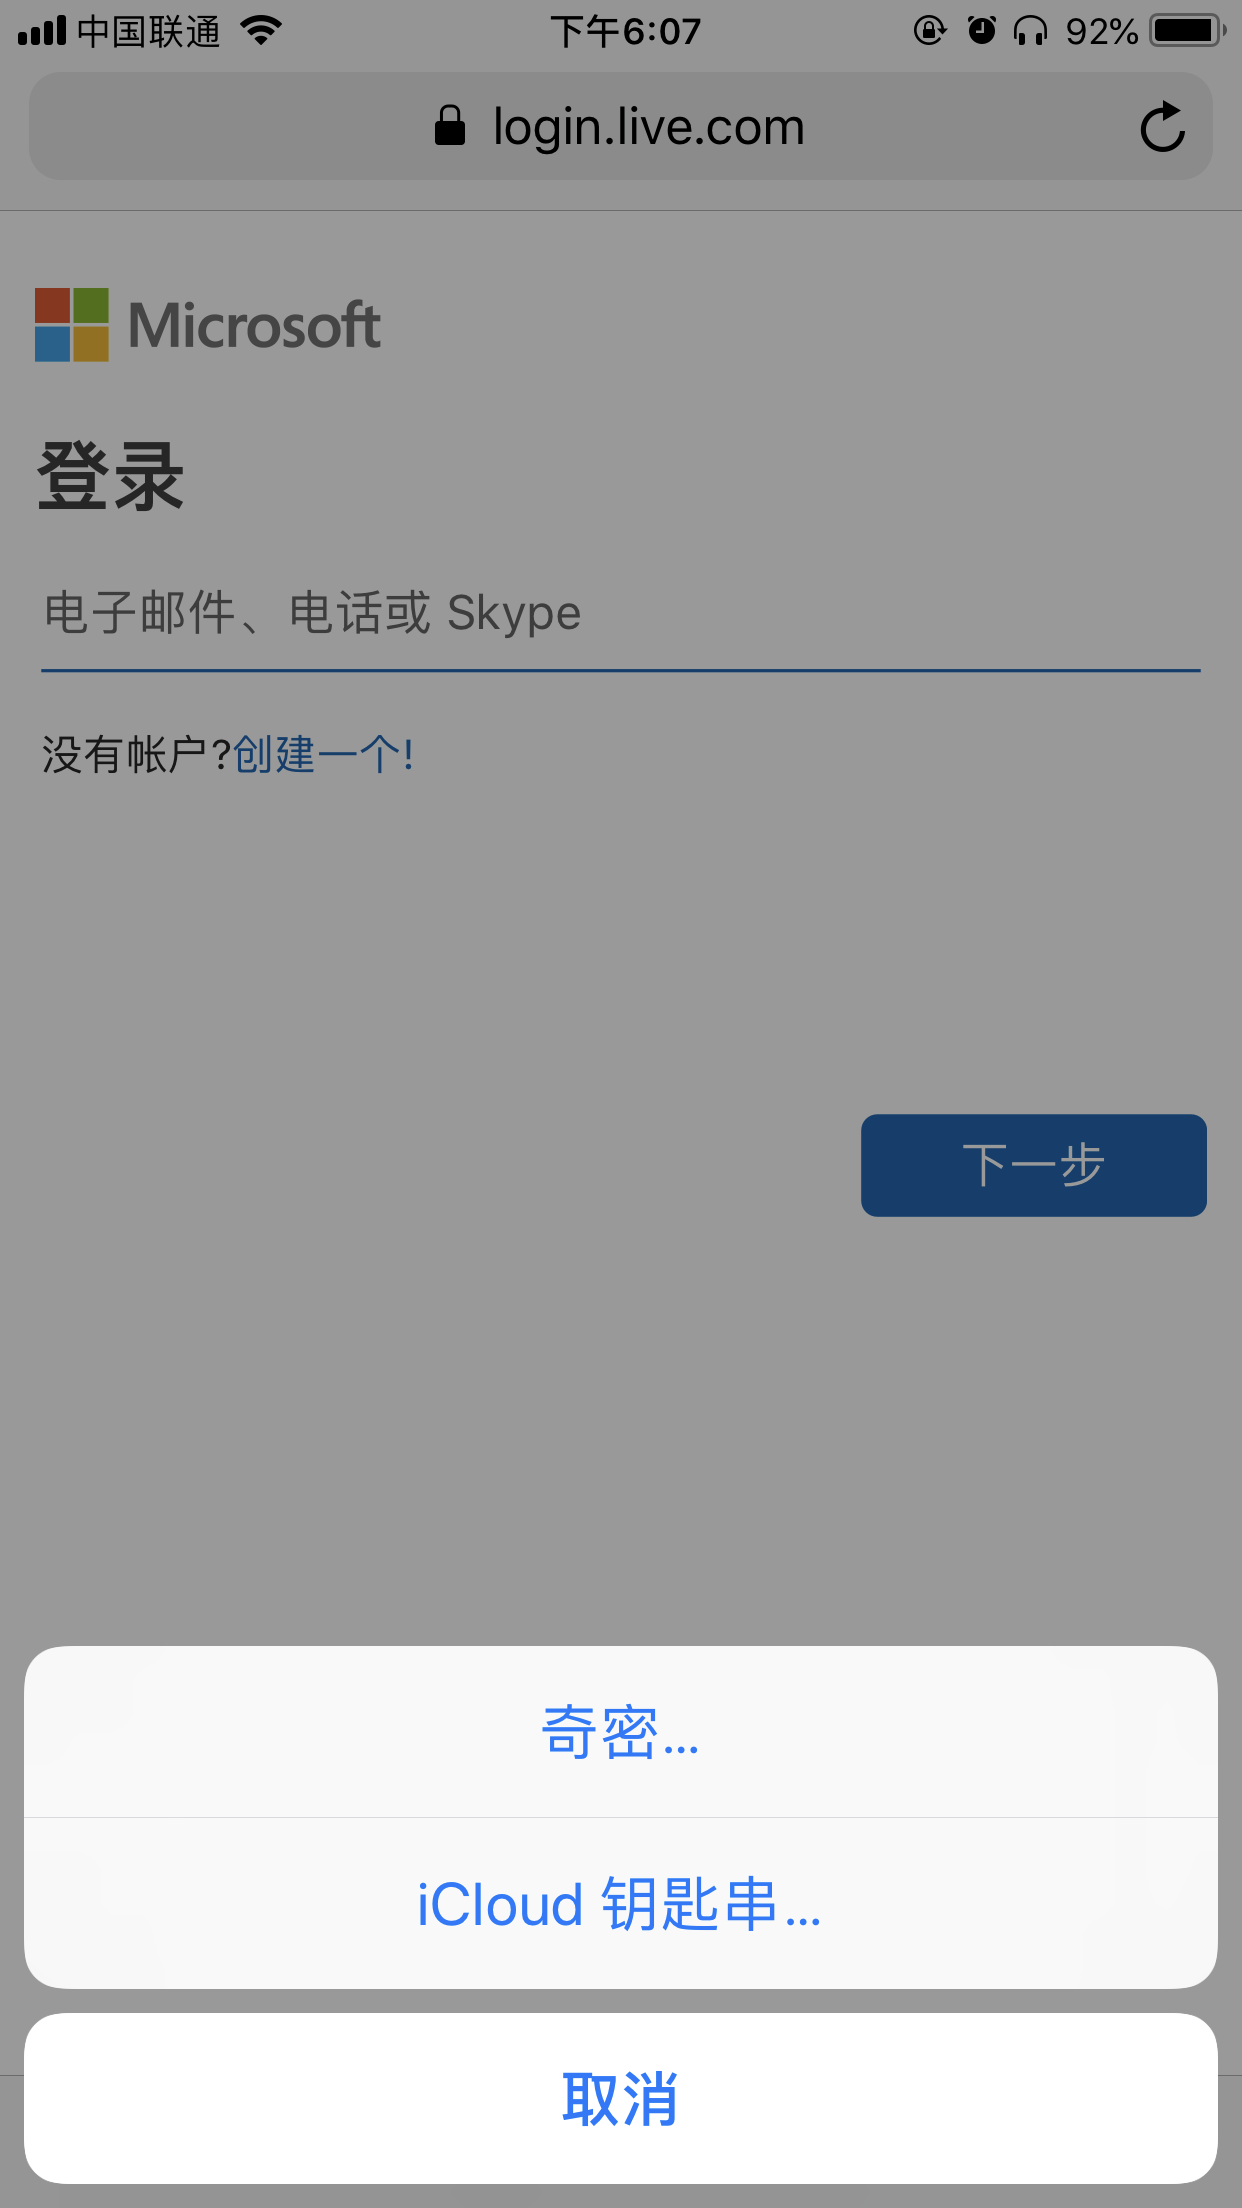 中国联通 下午6:07 92%
login.live.com
Microsoft
登录
电子邮件、电话或 Skype
没有帐户?创建一个!
下一步
奇密...
iCloud 钥匙串...
取消